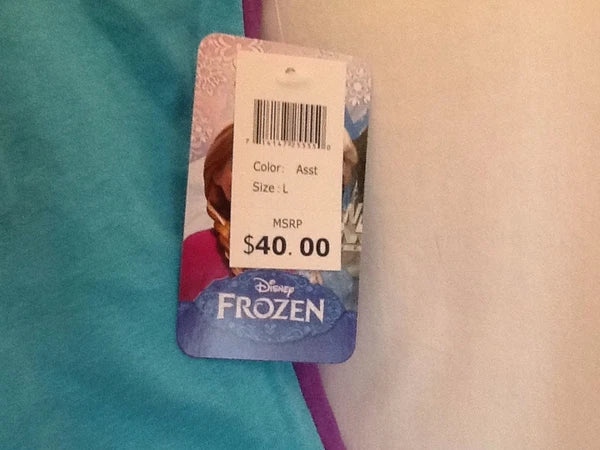 Color: Asst
Size: L
MSRP
$40.00
Disney
FROZEN